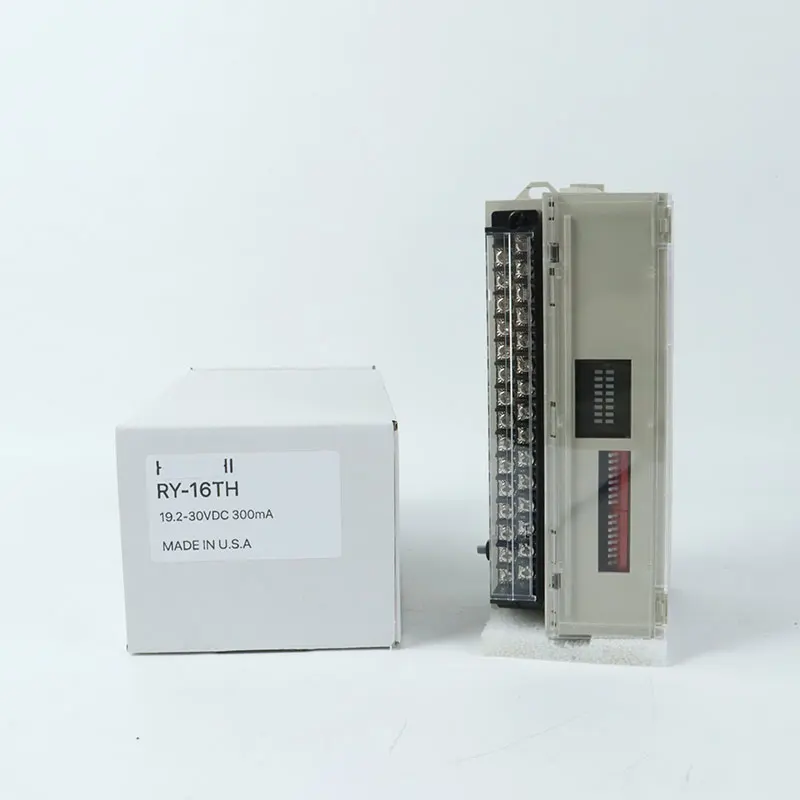 RY-16TH
19.2-30VDC 300mA
MADE IN U.S.A